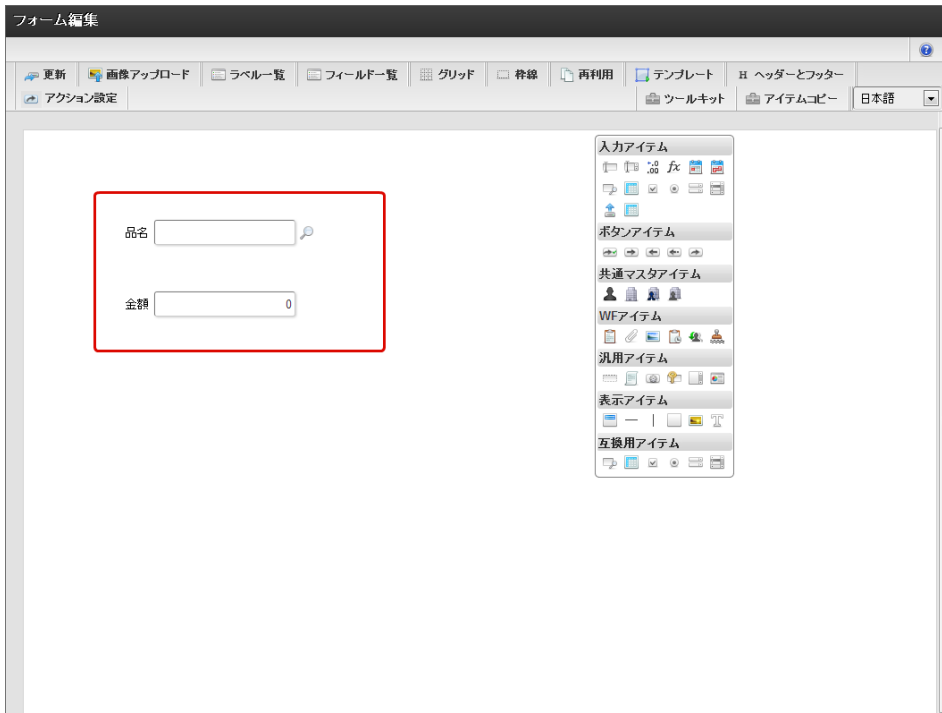 フォーム編集
更新 画像アップロード ラベル一覧 フィールド一覧 グリッド 枠線 再利用 テンプレート H ヘッダーとフッター
アクション設定 ツールキット アイテムコピー 日本語
入力アイテム
品名
ボタンアイテム
共通マスタアイテム
金額 0
WFアイテム
汎用アイテム
表示アイテム
互換用アイテム